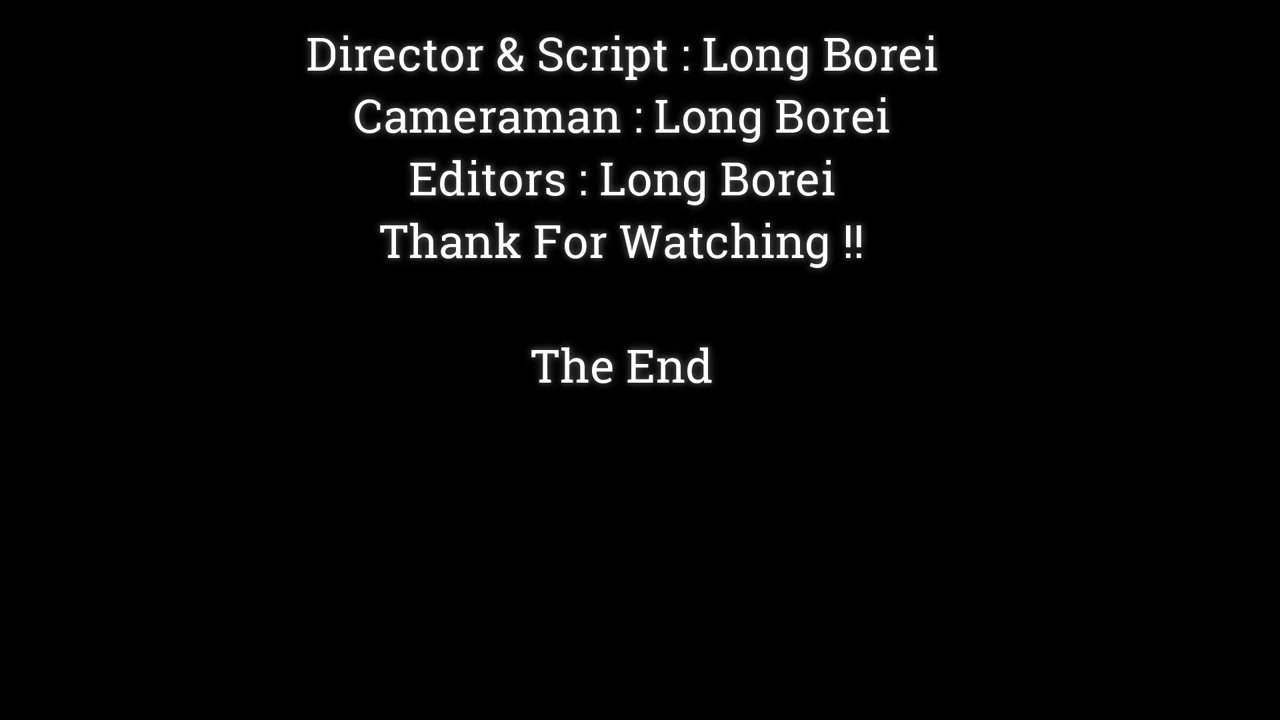 Director & Script : Long Borei
Cameraman : Long Borei
Editors : Long Borei
Thank For Watching !!
The End